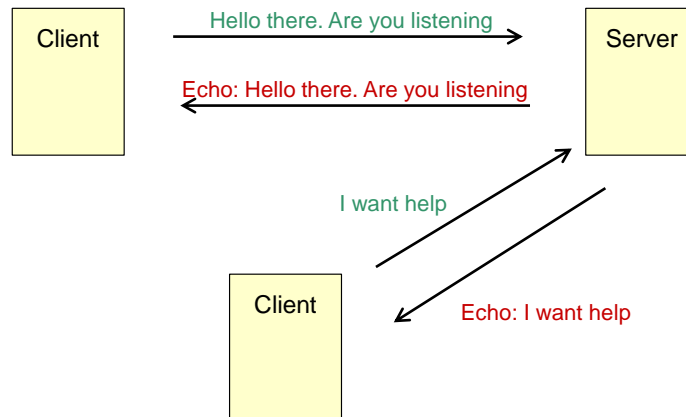 Hello there. Are you listening
Client
Server
Echo: Hello there. Are you listening
I want help
Client
Echo: I want help